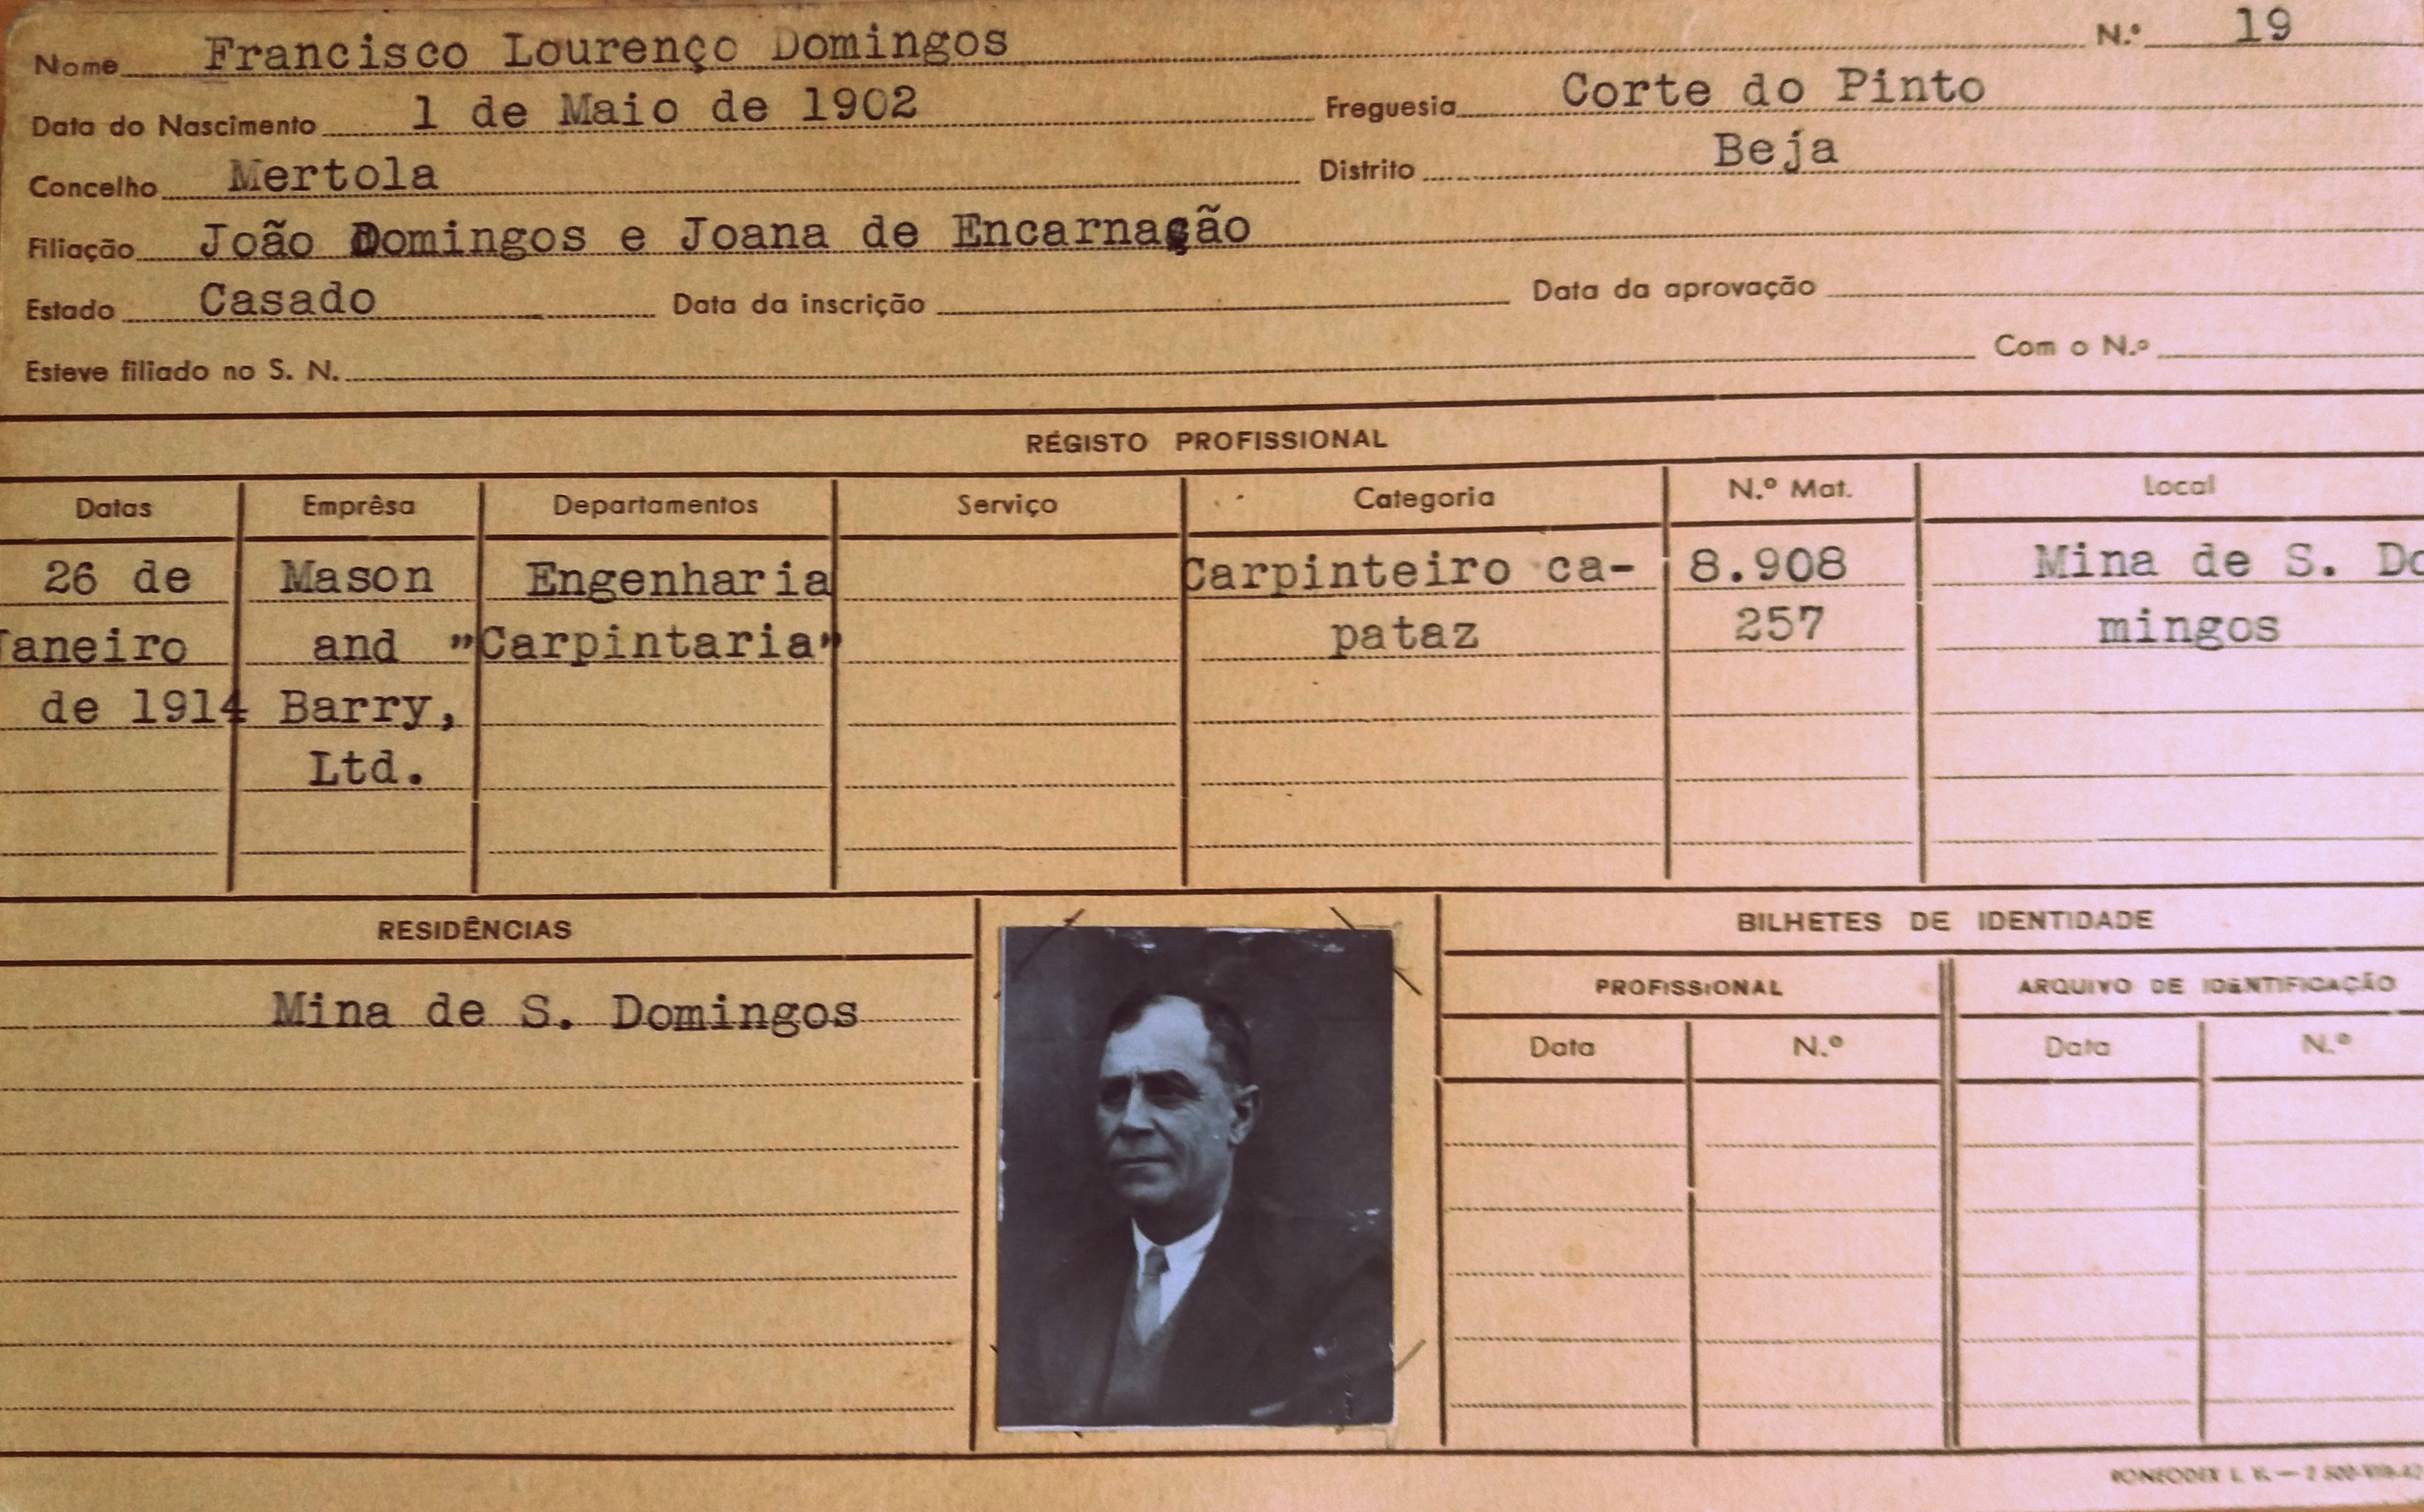 Nome Francisco Lourenço Domingos N.º 19
Data do Nascimento 1 de Maio de 1902 Freguesia Corte do Pinto
Concelho Mertola Distrito Beja
Filiação João Domingos e Joana de Encarnação
Estado Casado Data da inscrição Data da aprovação
Esteve filiado no S. N. Com o N.º
REGISTO PROFISSIONAL
Datas Emprêsa Departamentos Serviço Categoria N.º Mat. Local
26 de Mason Engenharia Carpinteiro ca- 8.908 Mina de S. Do
Janeiro and "Carpintaria" pataz 257 mingos
de 1914 Barry,
Ltd.
RESIDÊNCIAS BILHETES DE IDENTIDADE
PROFISSIONAL ARQUIVO DE IDENTIFICAÇÃO
Mina de S. Domingos
Data N.º Data N.º